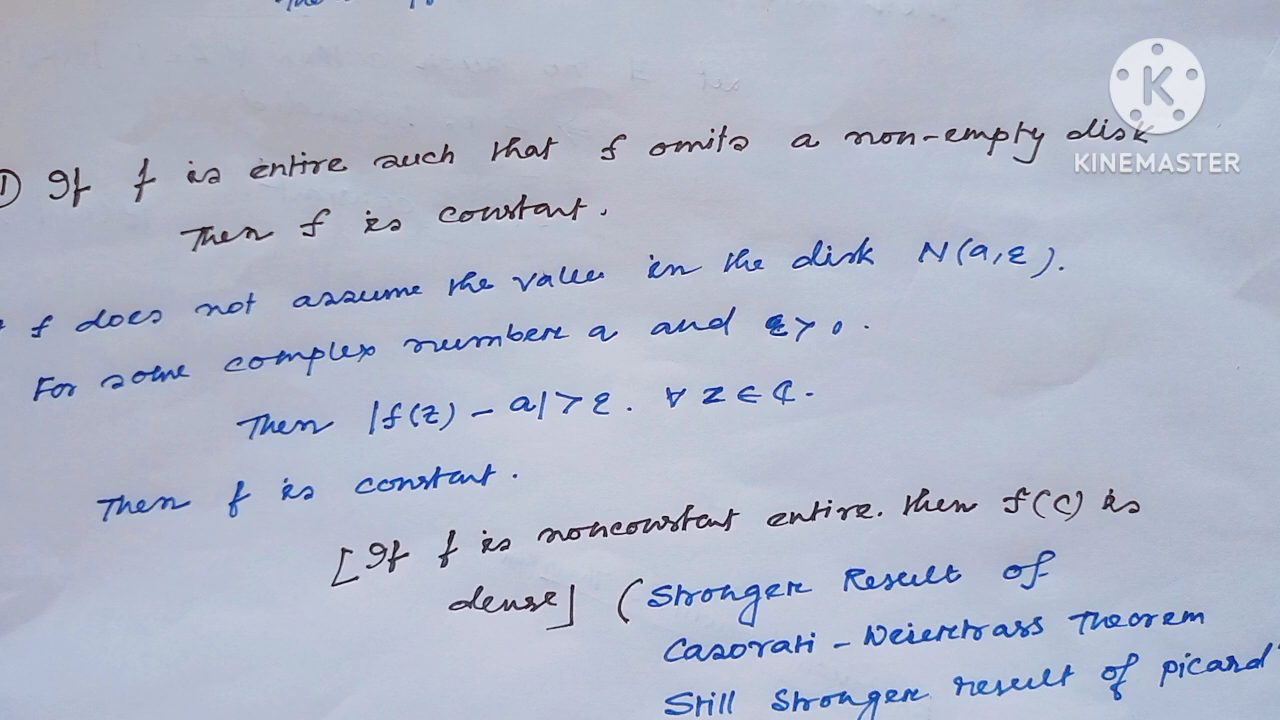 ① If f is entire such that f omits a non-empty disk
KINEMASTER
Then f is constant.
f does not assume the values in the disk N(a,ε).
For some complex number a and ε>0.
Then |f(z) - a|>ε. ∀ z ∈ ℂ.
Then f is constant.
[If f is nonconstant entire. then f(C) is
dense] (Stronger Result of
Casorati - Weierstrass Theorem
Still Stronger result of picard'